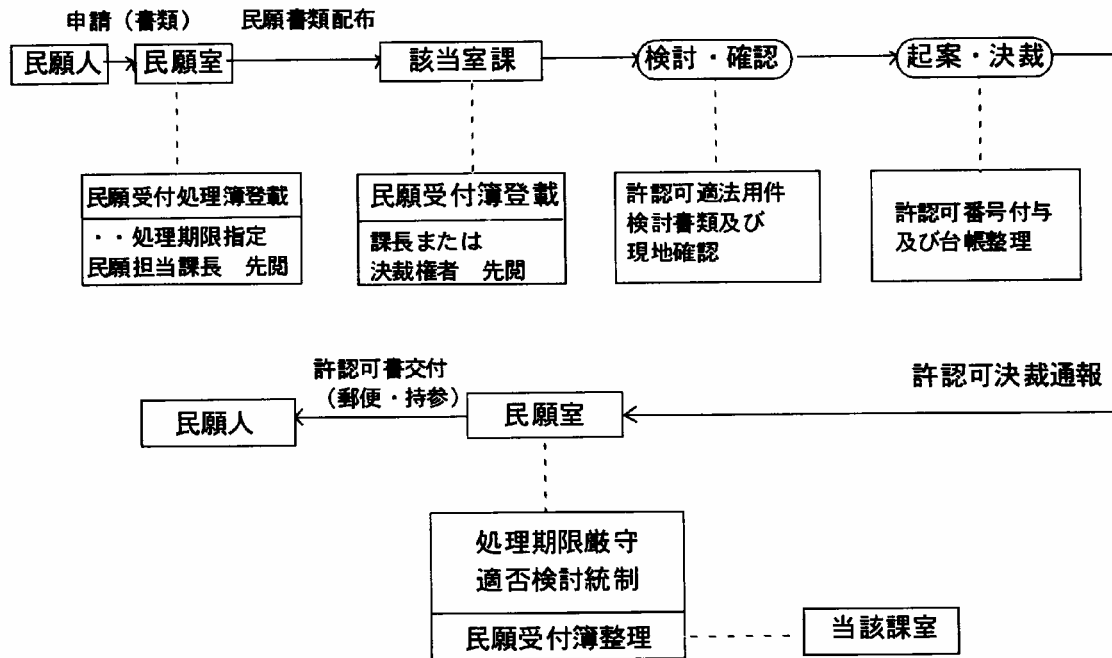 申請（書類）
民願書類配布
民願人
民願室
該当室課
検討・確認
起案・決裁
民願受付処理簿登載
・・処理期限指定
民願担当課長　先閲
民願受付簿登載
課長または
決裁権者　先閲
許認可適法用件
検討書類及び
現地確認
許認可番号付与
及び台帳整理
許認可書交付
（郵便・持参）
許認可決裁通報
民願人
民願室
処理期限厳守
適否検討統制
民願受付簿整理
当該課室